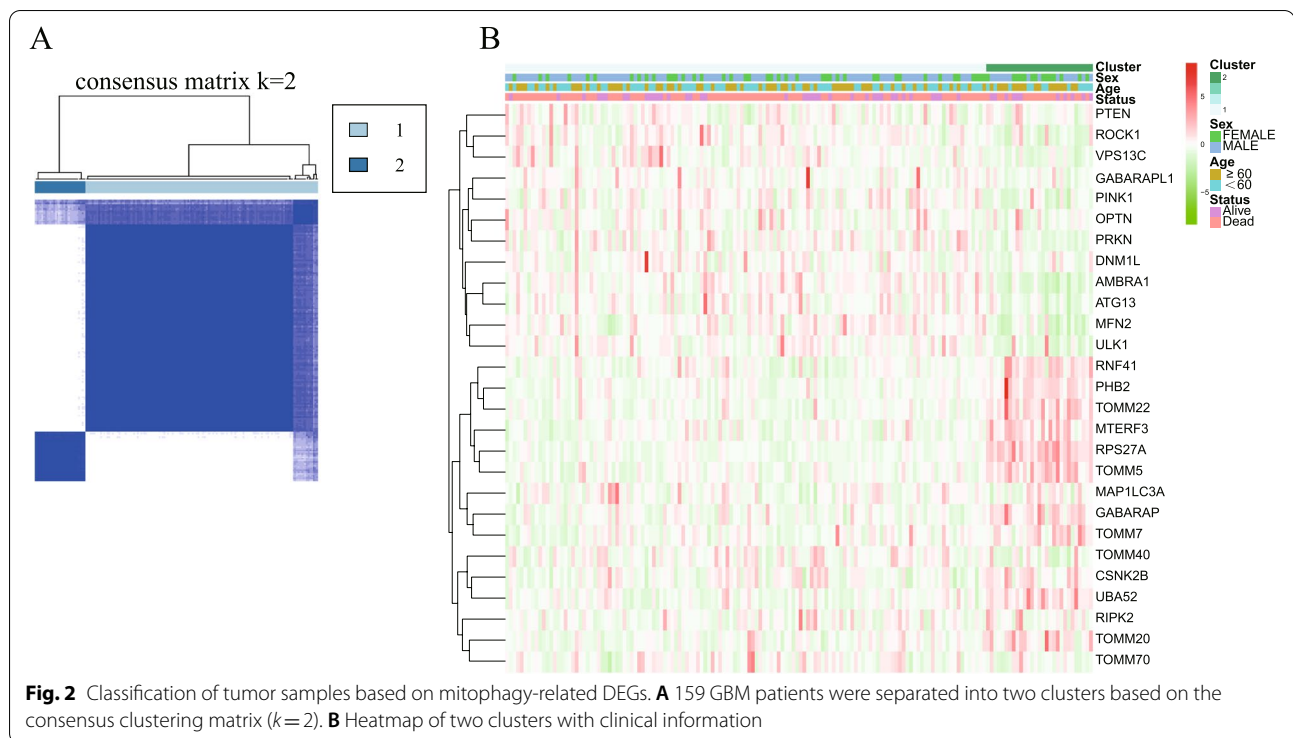 A
consensus matrix k=2
1
2
B
Cluster
Sex
Age
Status
PTEN
ROCK1
VPS13C
GABARAPL1
PINK1
OPTN
PRKN
DNM1L
AMBRA1
ATG13
MFN2
ULK1
RNF41
PHB2
TOMM22
MTERF3
RPS27A
TOMM5
MAP1LC3A
GABARAP
TOMM7
TOMM40
CSNK2B
UBA52
RIPK2
TOMM20
TOMM70
5
0
−5
Cluster
2
1
Sex
FEMALE
MALE
Age
≥ 60
<60
Status
Alive
Dead
Fig. 2 Classification of tumor samples based on mitophagy-related DEGs. A 159 GBM patients were separated into two clusters based on the
consensus clustering matrix (k = 2). B Heatmap of two clusters with clinical information